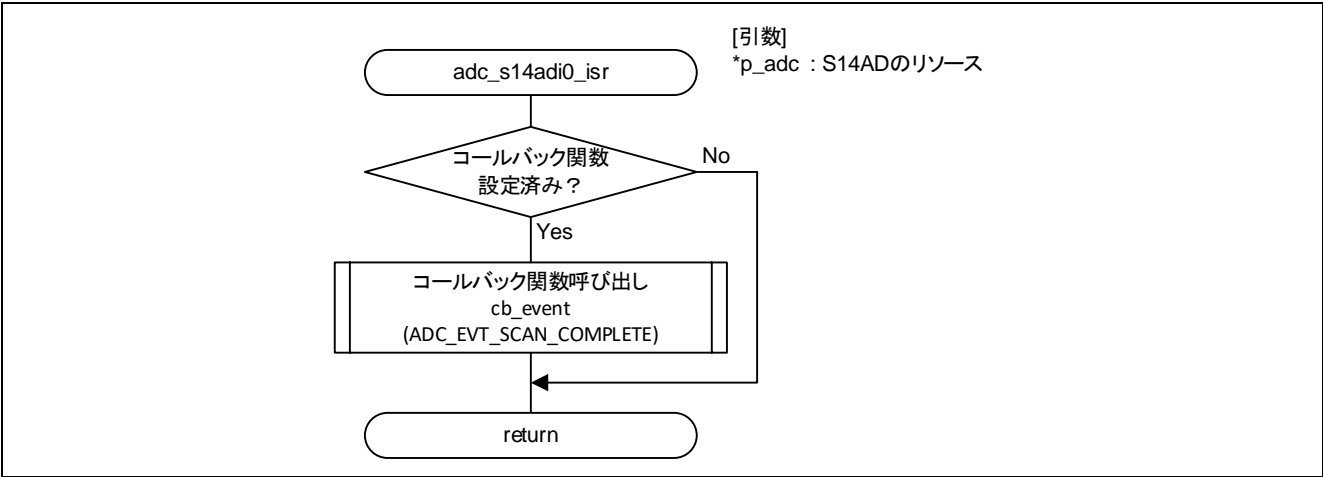 [引数]
*p_adc : S14ADのリソース
adc_s14adi0_isr
コールバック関数
設定済み？
No
Yes
コールバック関数呼び出し
cb_event
(ADC_EVT_SCAN_COMPLETE)
return